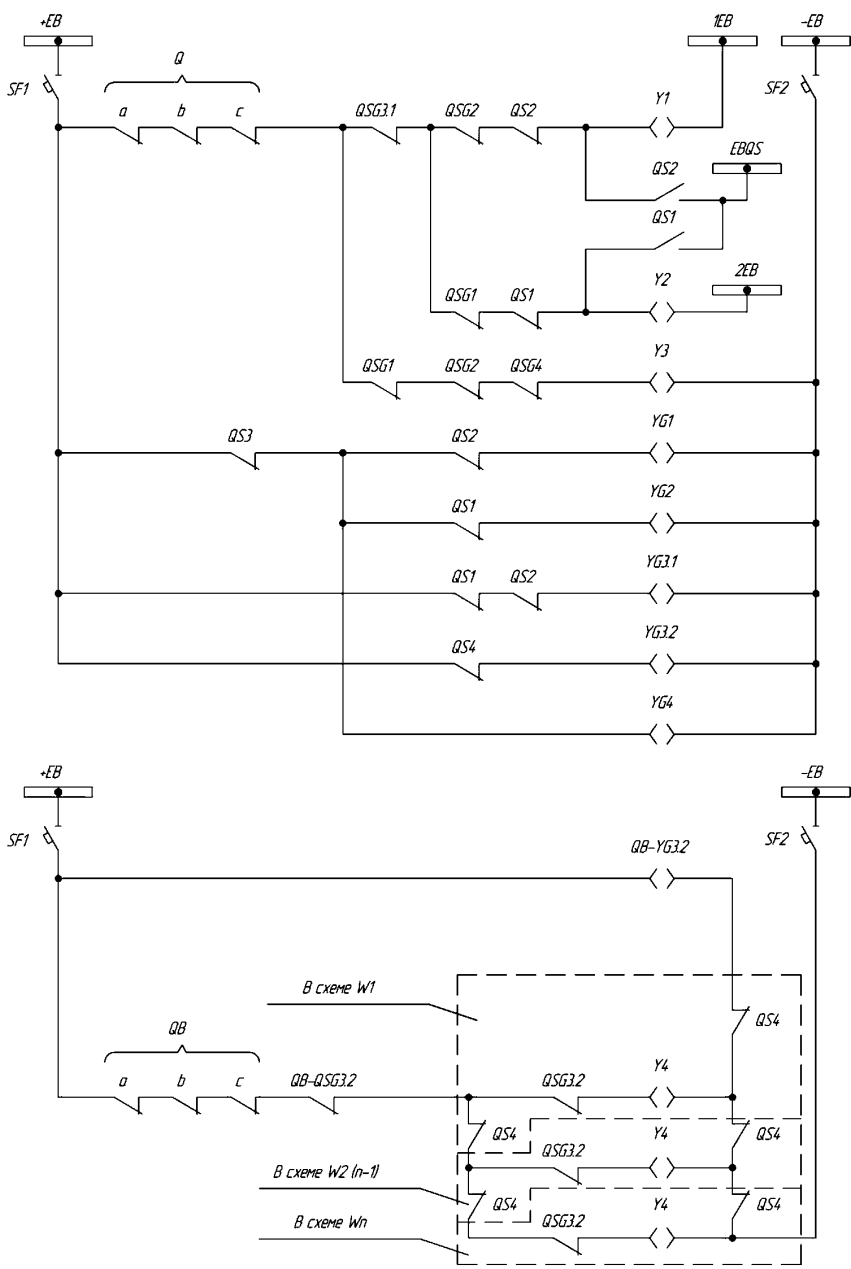 +EB 1EB -EB
Q
SF1 SF2
a b c QSG3.1 QSG2 QS2 Y1
QS2 EBQS
QS1
QSG1 QS1 Y2 2EB
QSG1 QSG2 QSG4 Y3
QS3 QS2 YG1
QS1 YG2
QS1 QS2 YG3.1
QS4 YG3.2
YG4
+EB -EB
SF1 SF2
QB-YG3.2
В схеме W1
QS4
QB
a b c QB-QSG3.2 QSG3.2 Y4
QS4 QSG3.2 Y4 QS4
В схеме W2 (n-1)
QS4 QSG3.2 Y4 QS4
В схеме Wn